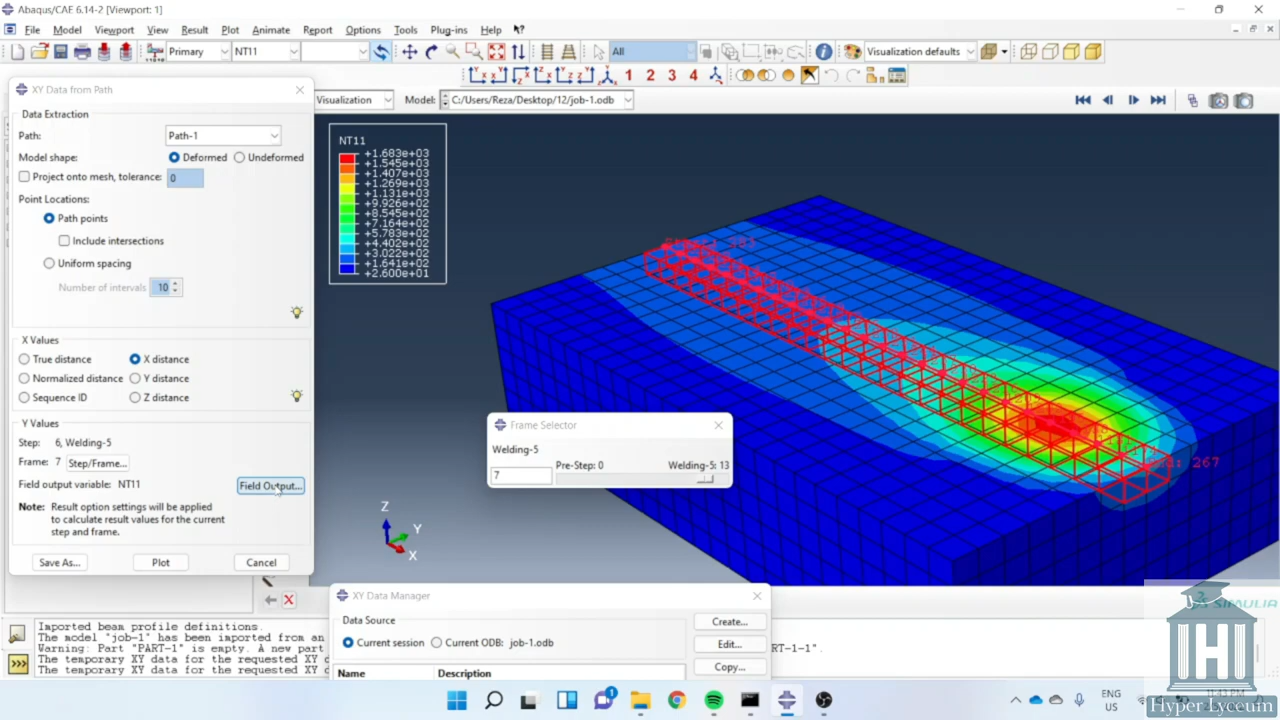 Abaqus/CAE 6.14-2 [Viewport: 1]
File Model Viewport View Result Plot Animate Report Options Tools Plug-ins Help
Primary NT11 All Visualization defaults
1 2 3 4
XY Data from Path
Visualization Model: C:/Users/Reza/Desktop/12/job-1.odb
Data Extraction
Path: Path-1
Model shape: Deformed Undeformed
Project onto mesh, tolerance: 0
Point Locations:
Path points
Include intersections
Uniform spacing
Number of intervals 10
X Values
True distance X distance
Normalized distance Y distance
Sequence ID Z distance
Y Values
Step: 6, Welding-5
Frame: 7 Step/Frame...
Field output variable: NT11 Field Output...
Note: Result option settings will be applied
to calculate result values for the current
step and frame.
Save As... Plot Cancel
NT11
+1.683e+03
+1.545e+03
+1.407e+03
+1.269e+03
+1.131e+03
+9.926e+02
+8.545e+02
+7.164e+02
+5.783e+02
+4.402e+02
+3.022e+02
+1.641e+02
+2.600e+01
267
Frame Selector
Welding-5
Pre-Step: 0 Welding-5: 13
7
Z
Y
X
XY Data Manager
Data Source
Current session Current ODB: job-1.odb
Name Description
Create...
Edit...
Copy...
SIMULIA
Imported beam profile definitions.
The model "job-1" has been imported from an
Warning: Part "PART-1" is empty. A new part
RT-1-1".
The temporary XY data for the requested XY d
The temporary XY data for the requested XY d
1
ENG
US
11:43 PM
Hyper Lyceum